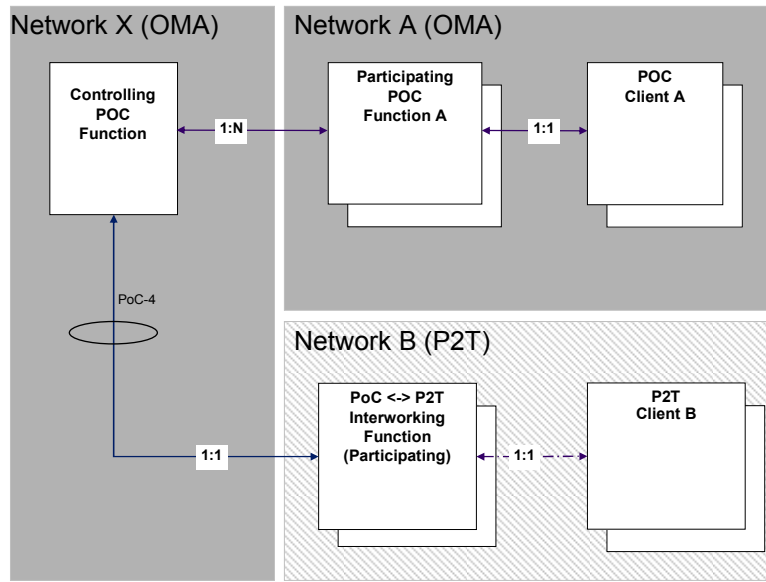 Network X (OMA)
Controlling
POC
Function
1:N
PoC-4
1:1
Network A (OMA)
Participating
POC
Function A
1:1
POC
Client A
Network B (P2T)
PoC <-> P2T
Interworking
Function
(Participating)
1:1
P2T
Client B